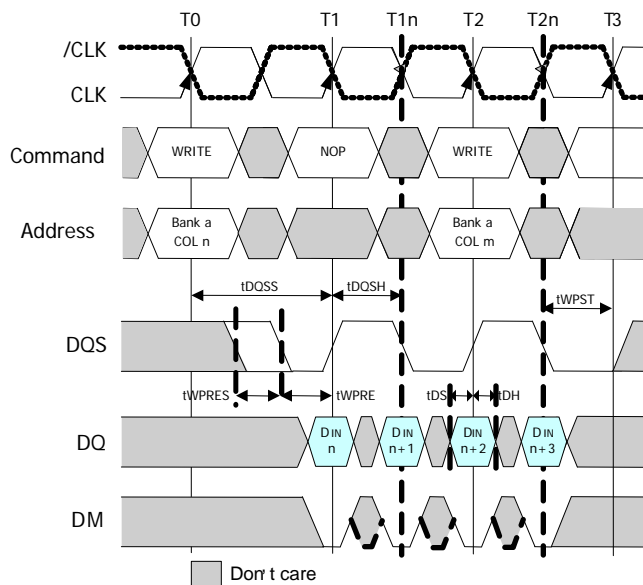 T0 T1 T1n T2 T2n T3
/CLK
CLK
Command WRITE NOP WRITE
Address Bank a COL n Bank a COL m
tDQSS tDQSH tWPST
DQS
tWPRES tWPRE tDS tDH
DQ DIN n DIN n+1 DIN n+2 DIN n+3
DM
Don't care